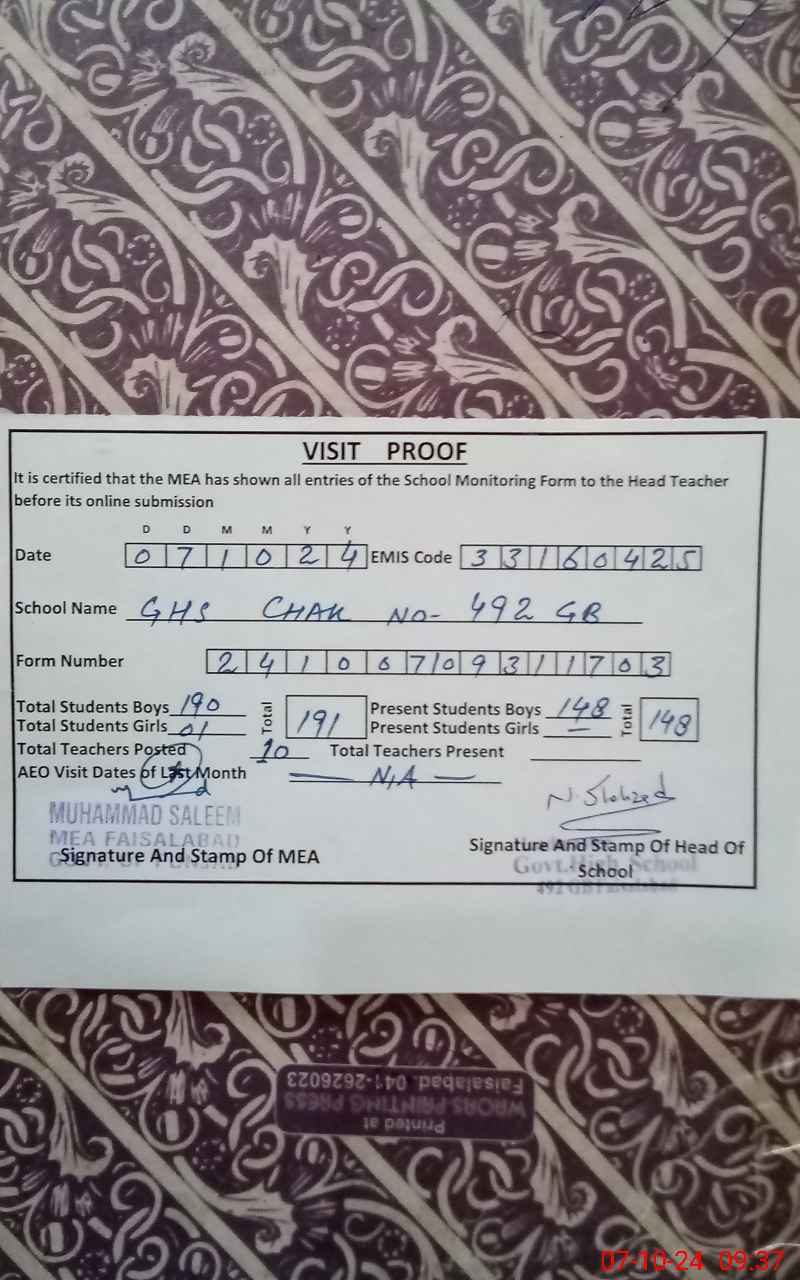 VISIT PROOF
It is certified that the MEA has shown all entries of the School Monitoring Form to the Head Teacher
before its online submission
D D M M Y Y
Date 0 7 1 0 2 4 EMIS Code 3 3 1 6 0 4 2 5
School Name GHS CHAK NO- 492 GB
Form Number 2 4 1 0 0 7 0 9 3 1 1 7 0 3
Total Students Boys 190 Total 191 Present Students Boys 148 Total 148
Total Students Girls 01 Present Students Girls —
Total Teachers Posted 10 Total Teachers Present
AEO Visit Dates of Last Month — N/A —
MUHAMMAD SALEEM
MEA FAISALABAD
Signature And Stamp Of MEA
N. Shahzad
Signature And Stamp Of Head Of
School
Govt. High School
492 GB
Printed at
WAQAS PRINTING PRESS
Faisalabad. 041-2626023
07-10-24 09:37